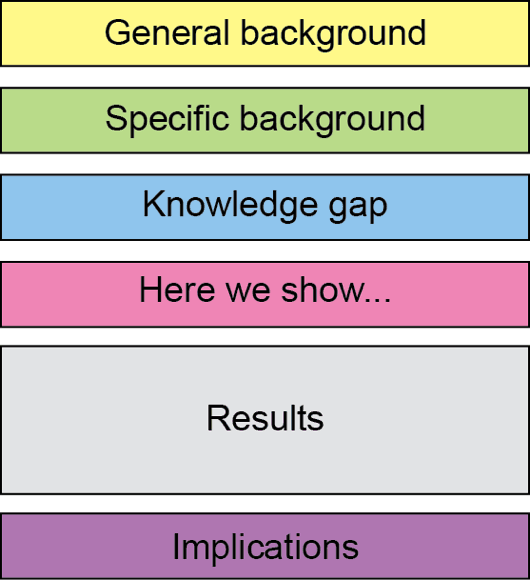 General background
Specific background
Knowledge gap
Here we show...
Results
Implications